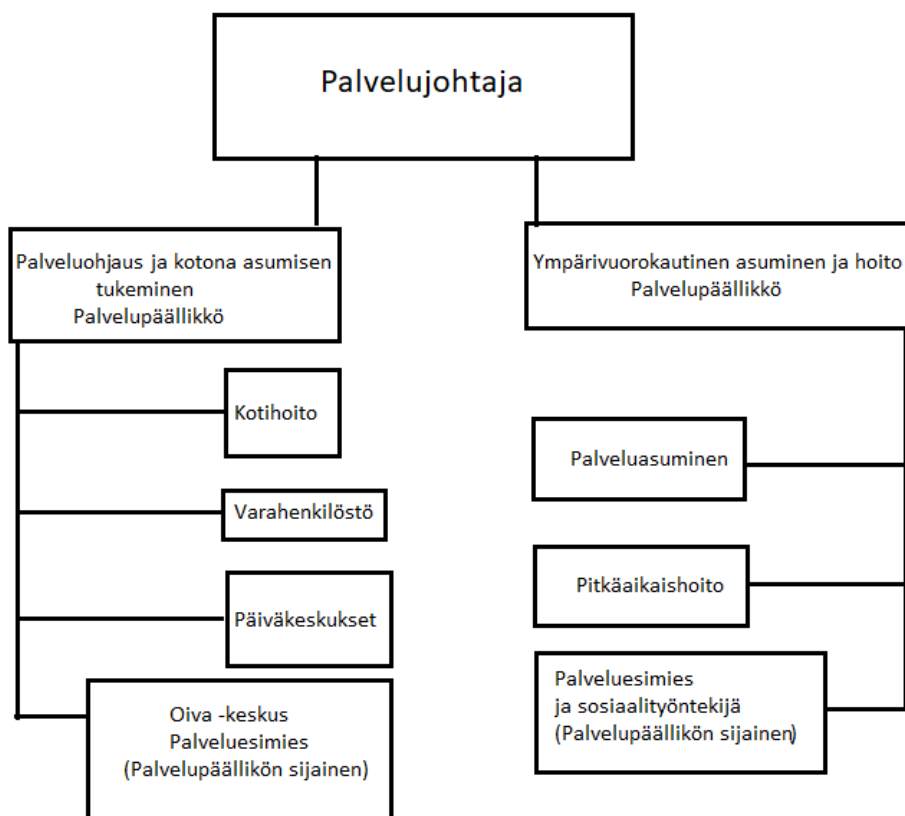 Palvelujohtaja
Palveluohjaus ja kotona asumisen
tukeminen
Palvelupäällikkö
Kotihoito
Varahenkilöstö
Päiväkeskukset
Oiva -keskus
Palveluesimies
(Palvelupäällikön sijainen)
Ympärivuorokautinen asuminen ja hoito
Palvelupäällikkö
Palveluasuminen
Pitkäaikaishoito
Palveluesimies
ja sosiaalityöntekijä
(Palvelupäällikön sijainen)